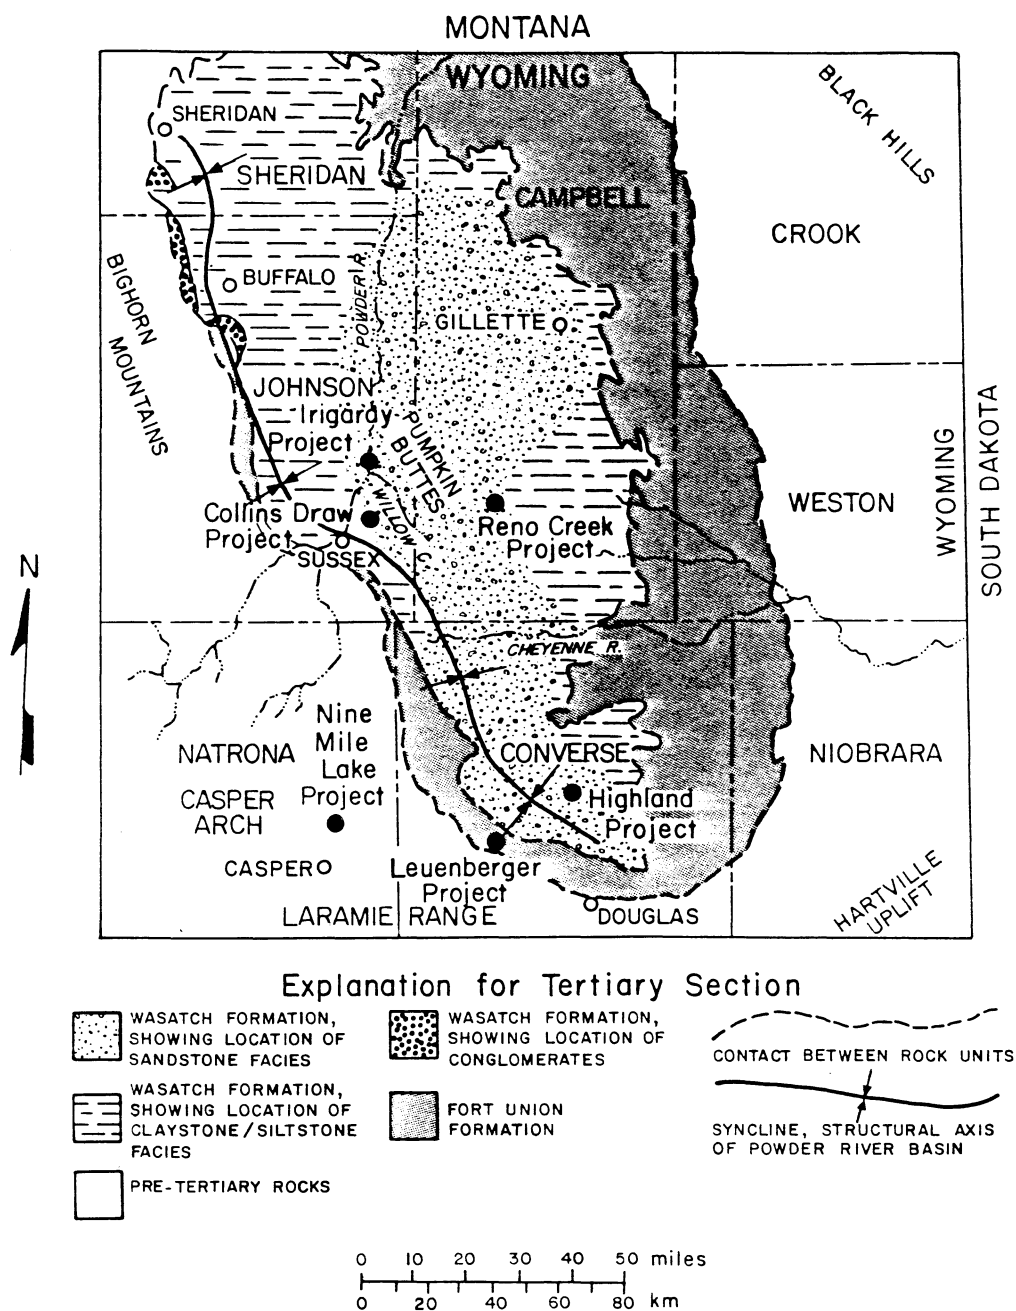 MONTANA
WYOMING
BLACK HILLS
SHERIDAN
SHERIDAN
CAMPBELL
CROOK
BIGHORN
MOUNTAINS
BUFFALO
POWDER R.
GILLETTE
JOHNSON
Irigardy
Project
PUMPKIN
BUTTES
WYOMING
SOUTH DAKOTA
WESTON
Collins Draw
Project
WILLOW C.
Reno Creek
Project
SUSSEX
N
CHEYENNE R.
Nine
Mile
Lake
Project
NATRONA
CONVERSE
NIOBRARA
CASPER
ARCH
Highland
Project
CASPER
Leuenberger
Project
HARTVILLE
UPLIFT
LARAMIE RANGE
DOUGLAS
Explanation for Tertiary Section
WASATCH FORMATION,
SHOWING LOCATION OF
SANDSTONE FACIES
WASATCH FORMATION,
SHOWING LOCATION OF
CLAYSTONE/SILTSTONE
FACIES
PRE-TERTIARY ROCKS
WASATCH FORMATION,
SHOWING LOCATION OF
CONGLOMERATES
FORT UNION
FORMATION
CONTACT BETWEEN ROCK UNITS
SYNCLINE, STRUCTURAL AXIS
OF POWDER RIVER BASIN
0 10 20 30 40 50 miles
0 20 40 60 80 km